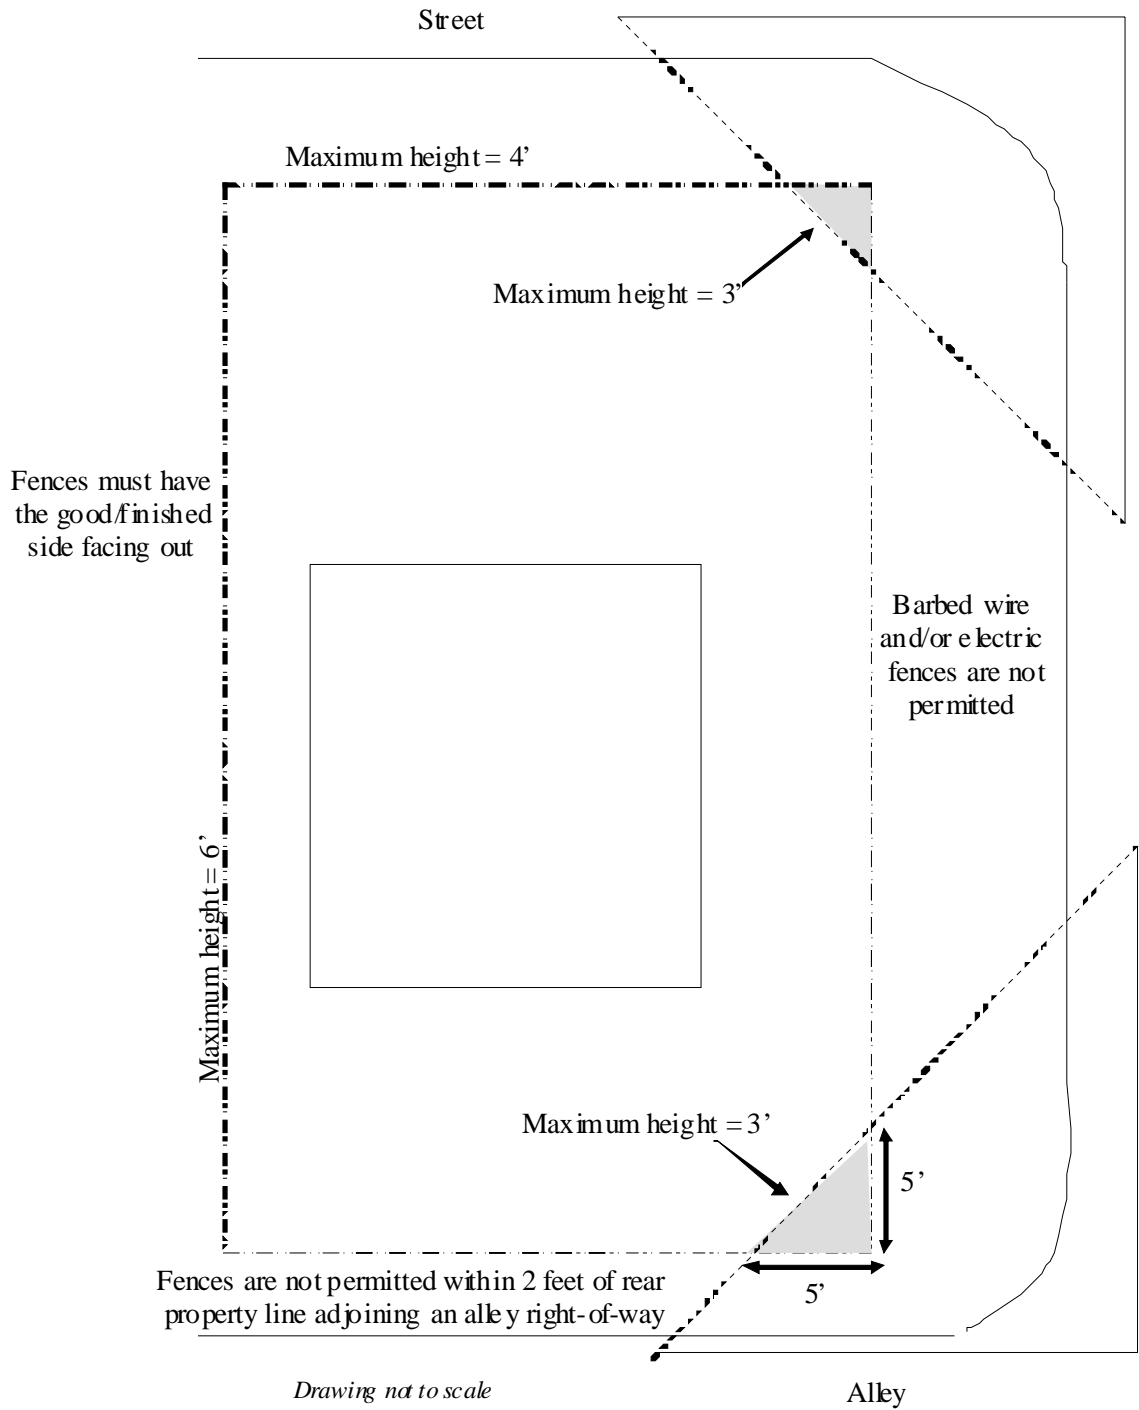 Street
Maximum height = 4’
Maximum height = 3’
Fences must have
the good/finished
side facing out
Barbed wire
and/or electric
fences are not
permitted
Maximum height = 6’
Maximum height = 3’
5’
5’
Fences are not permitted within 2 feet of rear
property line adjoining an alley right-of-way
Drawing not to scale
Alley